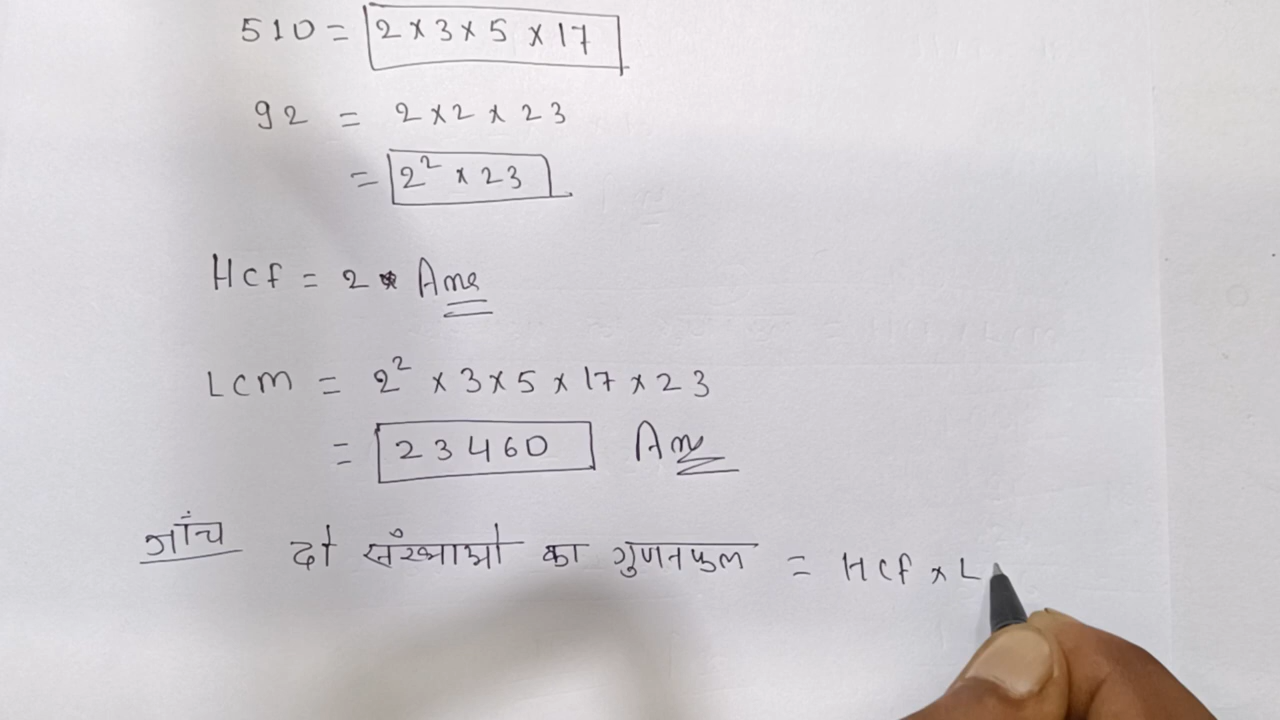 510 = 2 × 3 × 5 × 17
92 = 2 × 2 × 23
= 2² × 23
Hcf = 2 Ans
Lcm = 2² × 3 × 5 × 17 × 23
= 23460 Ans
जाँच दो संख्याओं का गुणनफल = Hcf × L